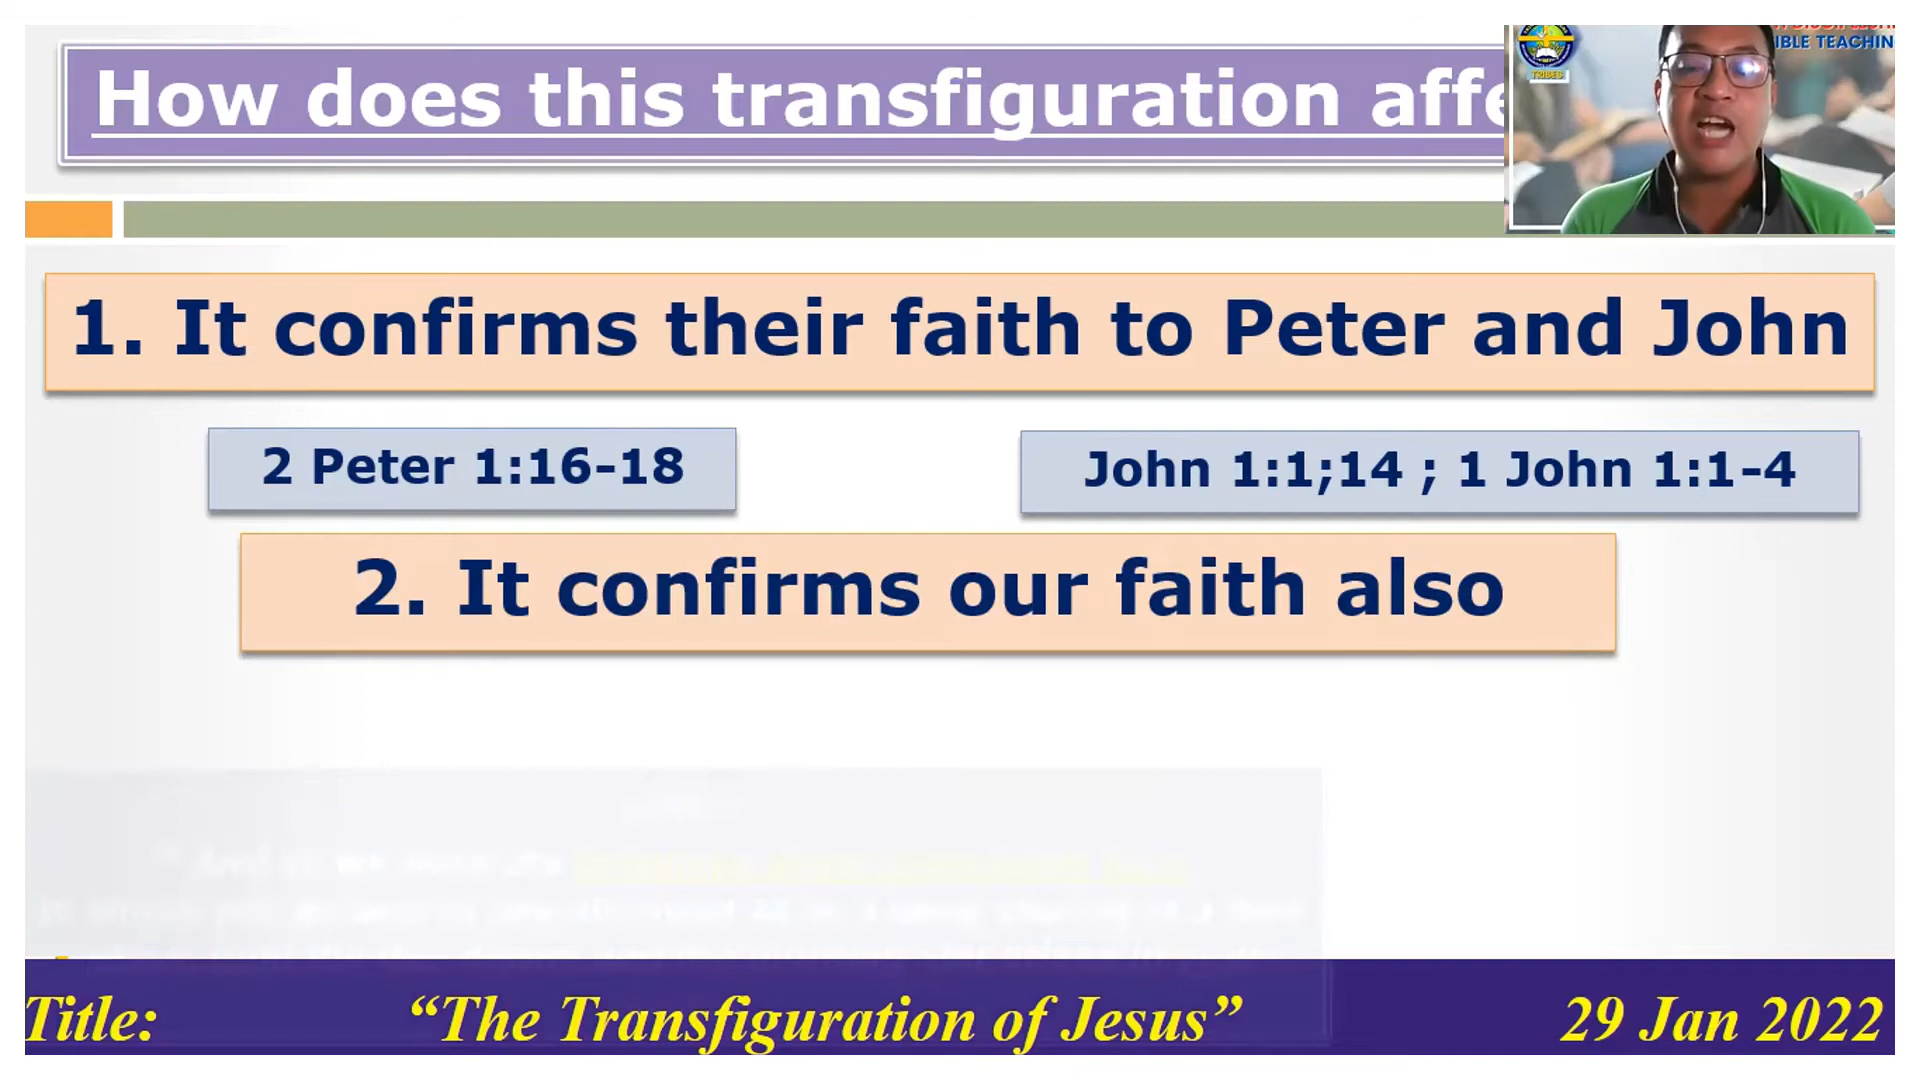 How does this transfiguration affe
IBLE TEACHIN
TRIBES
1. It confirms their faith to Peter and John
2 Peter 1:16-18
John 1:1;14 ; 1 John 1:1-4
2. It confirms our faith also
Title: “The Transfiguration of Jesus” 29 Jan 2022